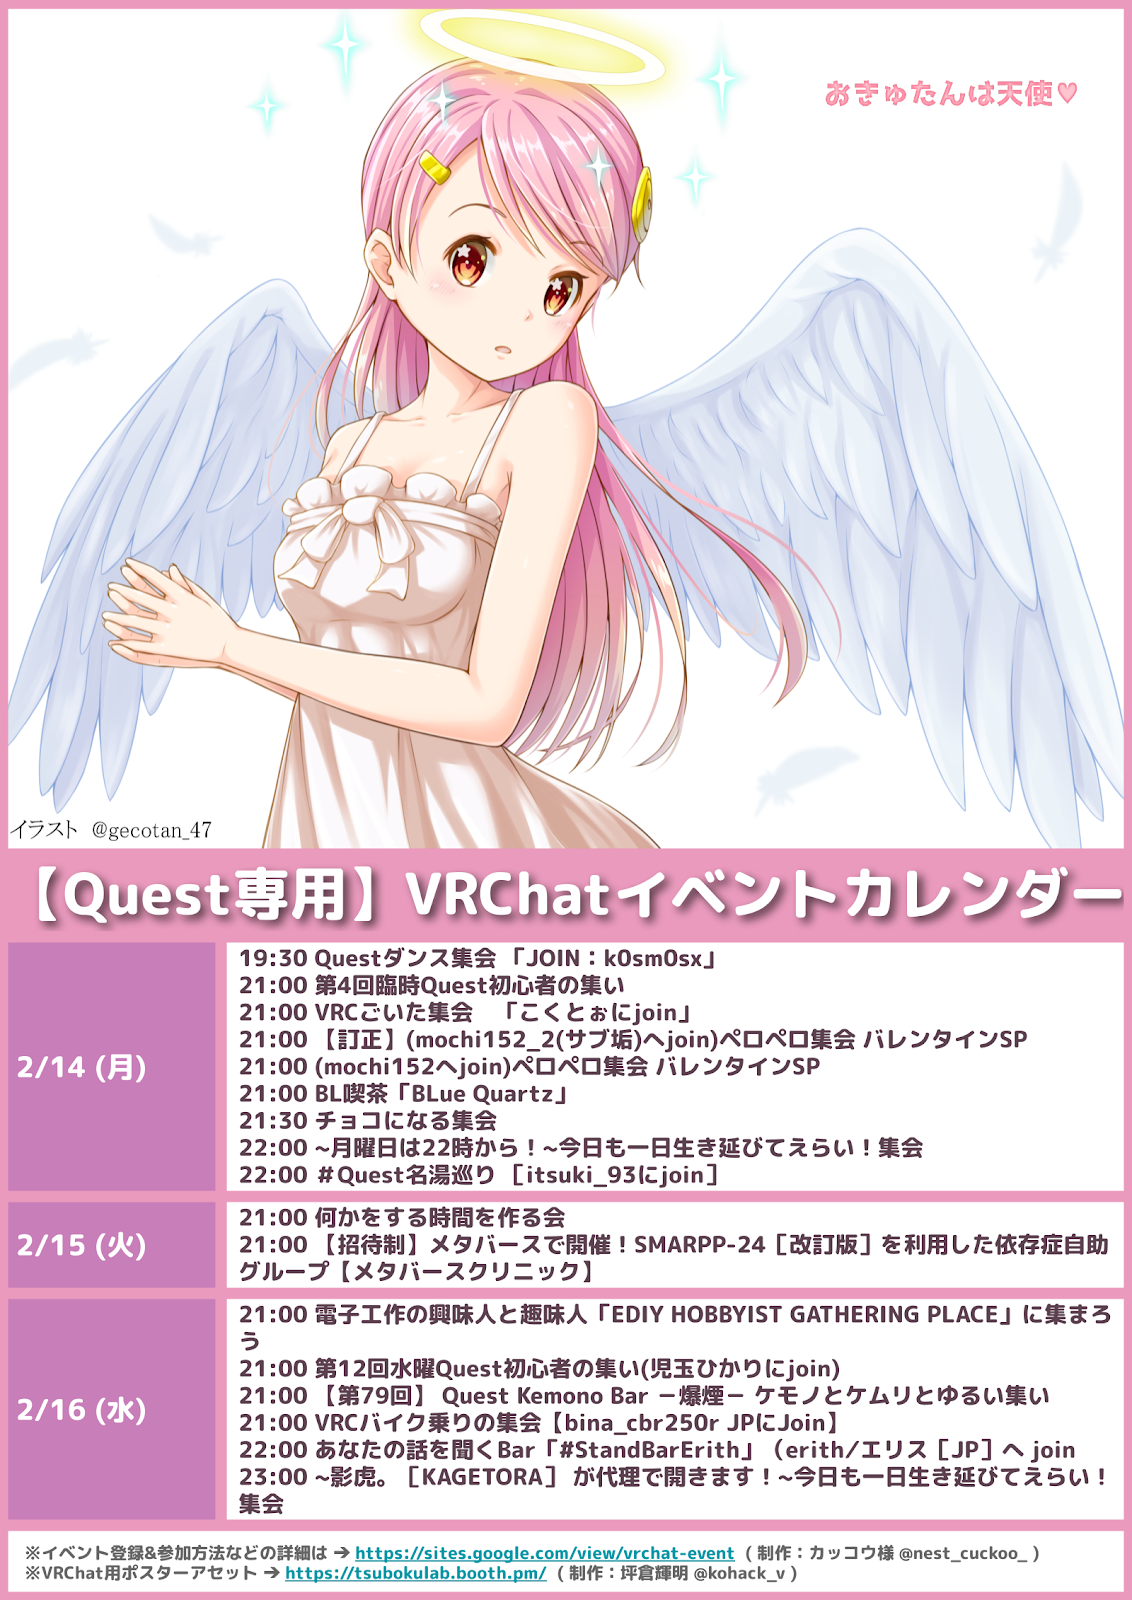 おきゅたんは天使♥
イラスト @gecotan_47
【Quest専用】VRChatイベントカレンダー
2/14 (月)
19:30 Questダンス集会 「JOIN：k0sm0sx」
21:00 第4回臨時Quest初心者の集い
21:00 VRCごいた集会　「こくとぉにjoin」
21:00 【訂正】(mochi152_2(サブ垢)へjoin)ペロペロ集会 バレンタインSP
21:00 (mochi152へjoin)ペロペロ集会 バレンタインSP
21:00 BL喫茶「BLue Quartz」
21:30 チョコになる集会
22:00 ~月曜日は22時から！~今日も一日生き延びてえらい！集会
22:00 ＃Quest名湯巡り ［itsuki_93にjoin］
2/15 (火)
21:00 何かをする時間を作る会
21:00 【招待制】メタバースで開催！SMARPP-24［改訂版］を利用した依存症自助
グループ【メタバースクリニック】
2/16 (水)
21:00 電子工作の興味人と趣味人「EDIY HOBBYIST GATHERING PLACE」に集まろ
う
21:00 第12回水曜Quest初心者の集い(児玉ひかりにjoin)
21:00 【第79回】 Quest Kemono Bar －爆煙－ ケモノとケムリとゆるい集い
21:00 VRCバイク乗りの集会【bina_cbr250r JPにJoin】
22:00 あなたの話を聞くBar「#StandBarErith」（erith/エリス［JP］へ join
23:00 ~影虎。［KAGETORA］ が代理で開きます！~今日も一日生き延びてえらい！
集会
※イベント登録&参加方法などの詳細は → https://sites.google.com/view/vrchat-event （ 制作：カッコウ様 @nest_cuckoo_ ）
※VRChat用ポスターアセット → https://tsubokulab.booth.pm/ （ 制作：坪倉輝明 @kohack_v ）